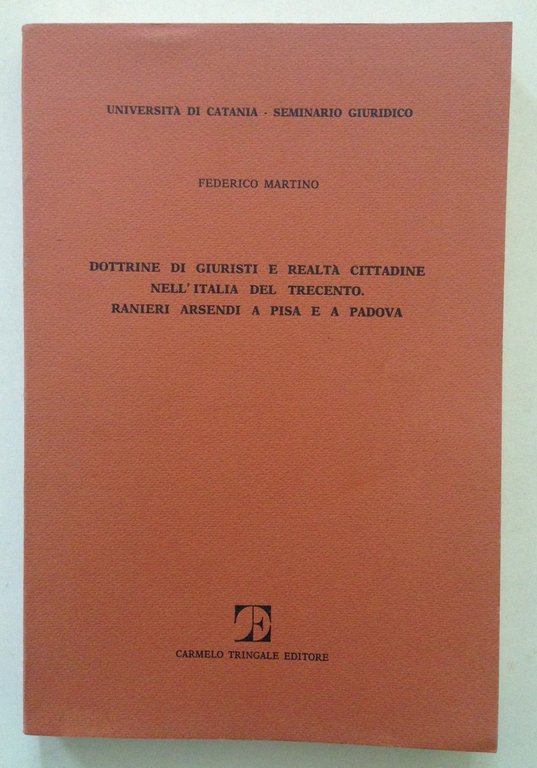 UNIVERSITÀ DI CATANIA - SEMINARIO GIURIDICO
FEDERICO MARTINO
DOTTRINE DI GIURISTI E REALTÀ CITTADINE
NELL'ITALIA DEL TRECENTO.
RANIERI ARSENDI A PISA E A PADOVA
CARMELO TRINGALE EDITORE